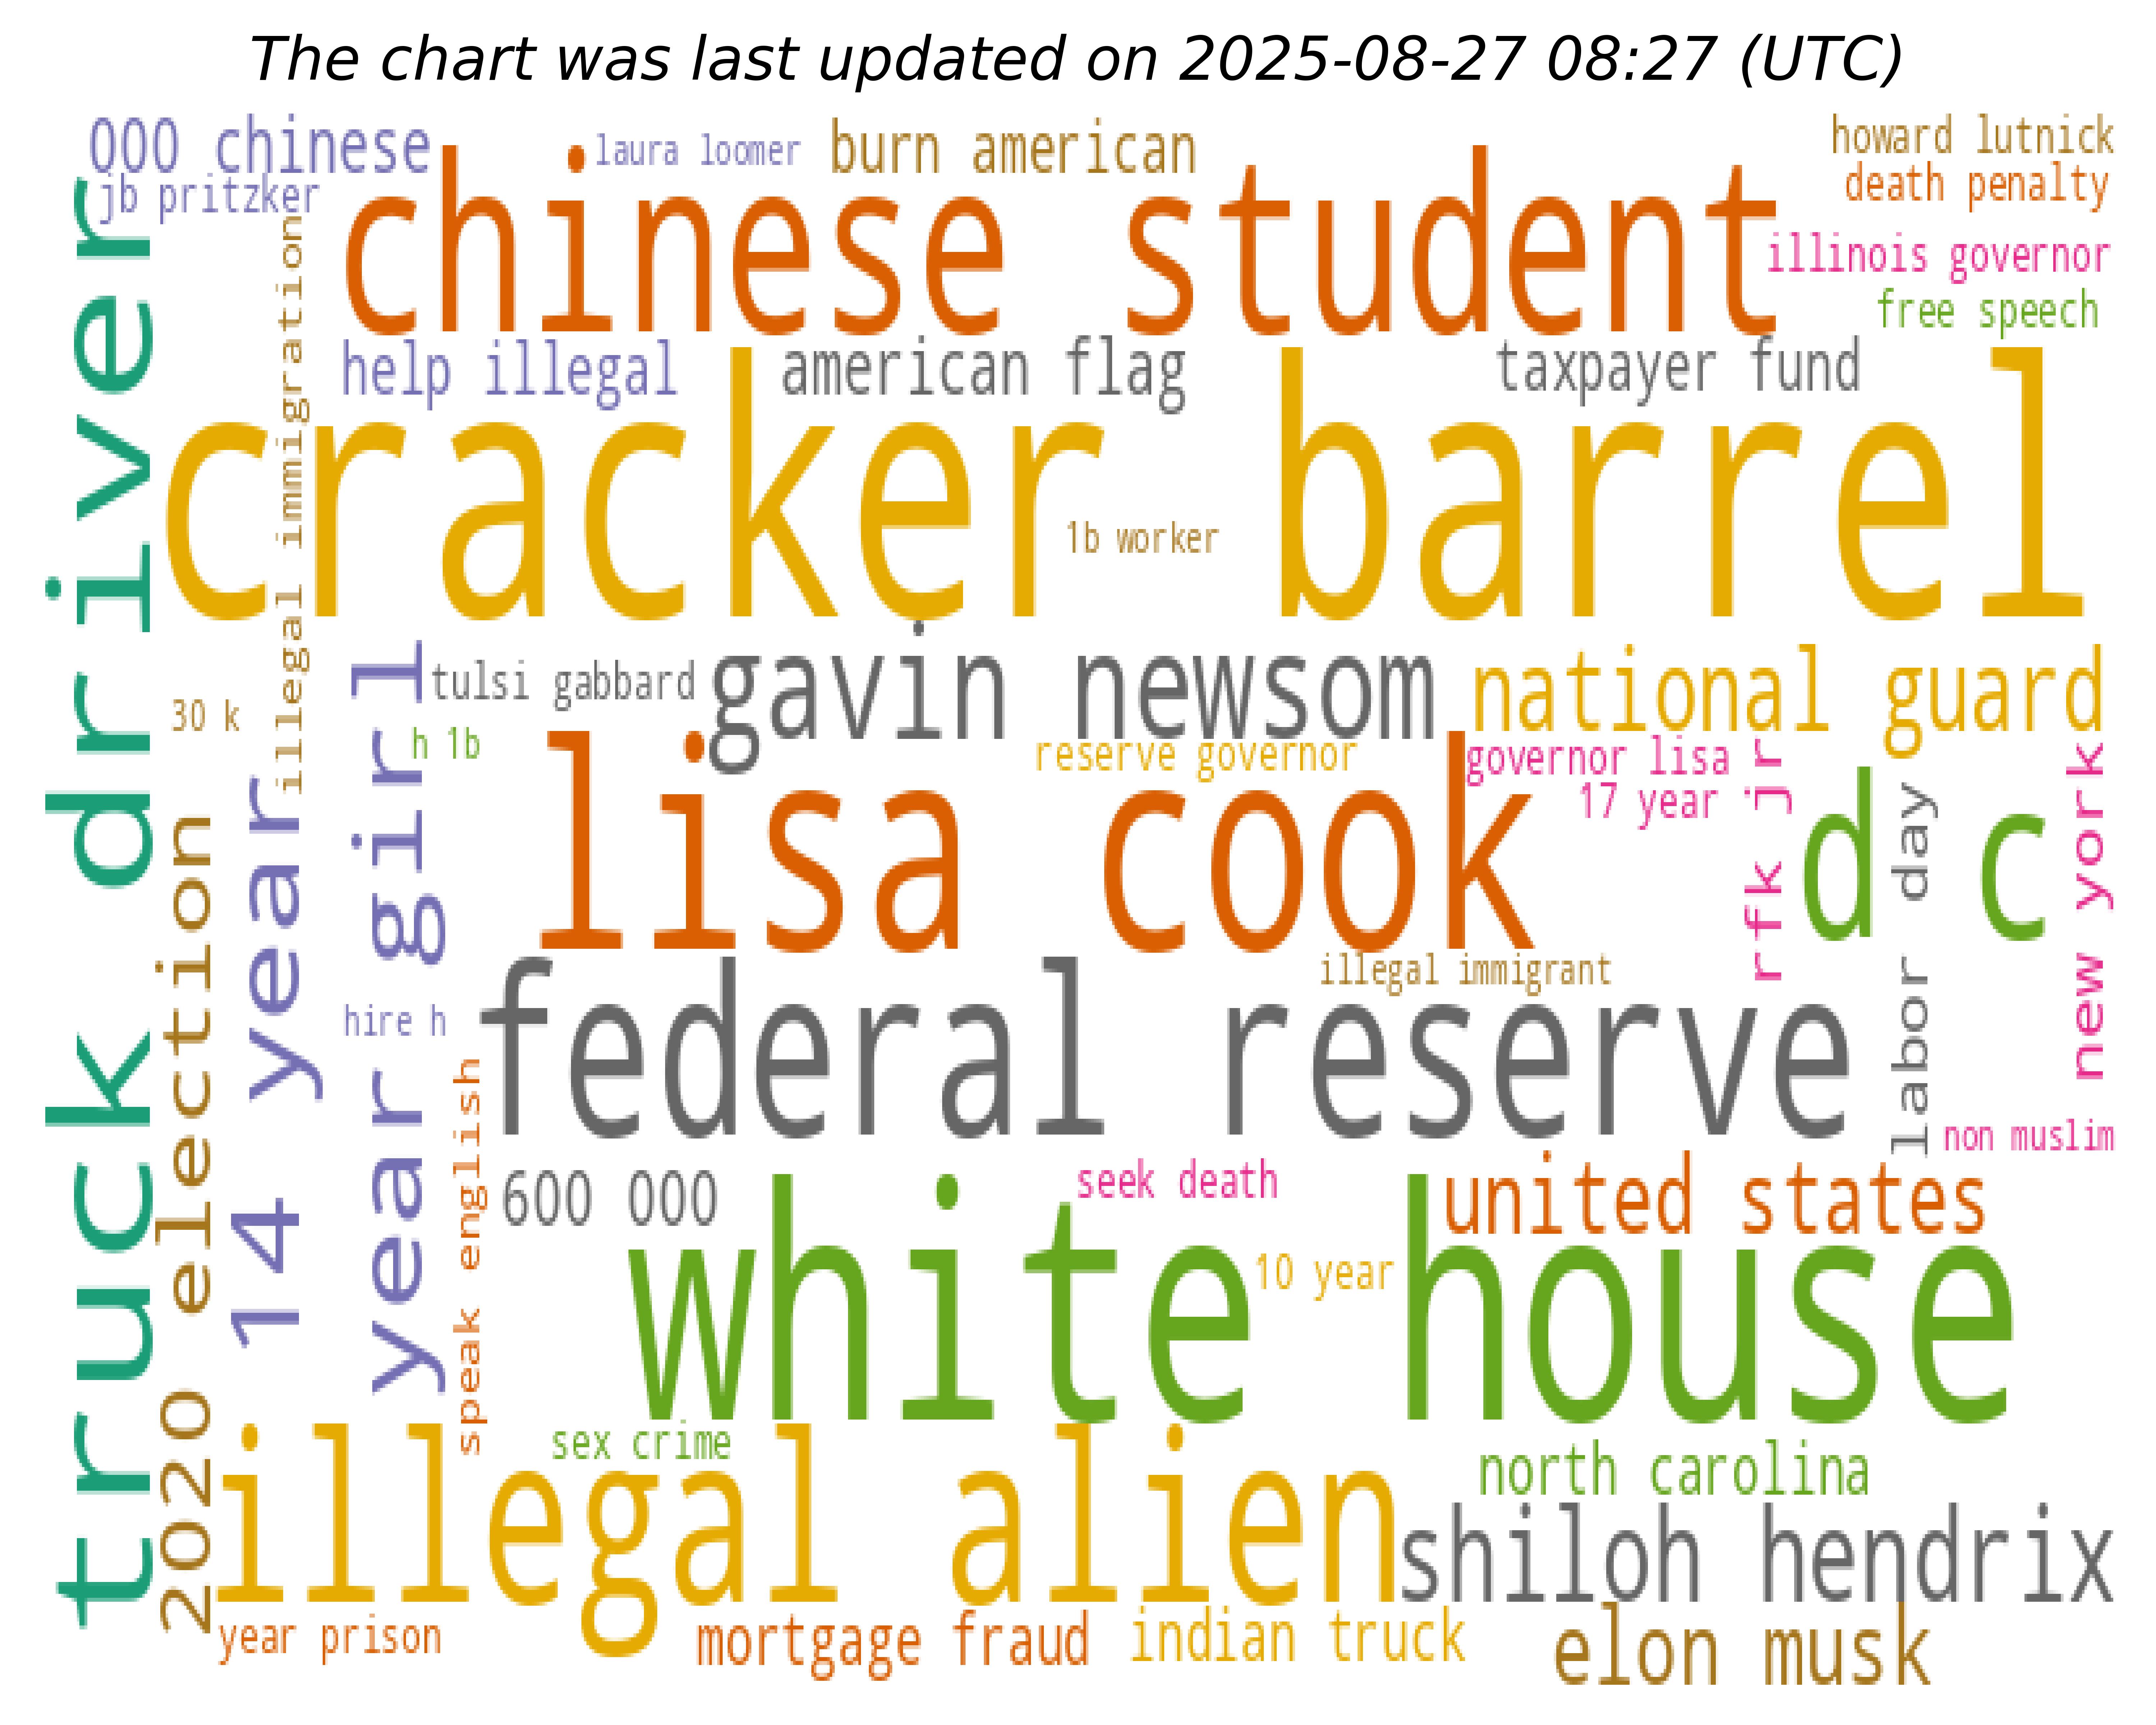 The chart was last updated on 2025-08-27 08:27 (UTC)
000 chinese
laura loomer
burn american
howard lutnick
jb pritzker
chinese student
death penalty
illinois governor
free speech
truck driver
illegal immigration
help illegal
american flag
taxpayer fund
cracker barrel
1b worker
tulsi gabbard
gavin newsom
national guard
30 k
h 1b
reserve governor
governor lisa
17 year
lisa cook
rfk jr
d c
labor day
new york
2020 election
14 year
year girl
illegal immigrant
hire h
federal reserve
speak english
non muslim
600 000
seek death
united states
white house
10 year
sex crime
illegal alien
north carolina
shiloh hendrix
year prison
mortgage fraud
indian truck
elon musk